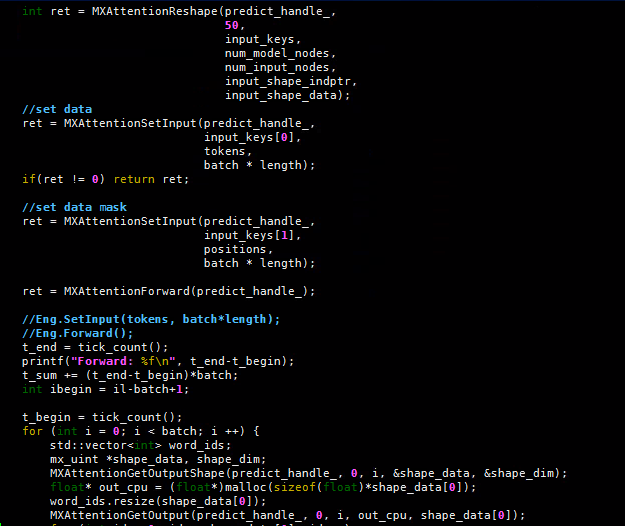 int ret = MXAttentionReshape(predict_handle_,
50,
input_keys,
num_model_nodes,
num_input_nodes,
input_shape_indptr,
input_shape_data);
//set data
ret = MXAttentionSetInput(predict_handle_,
input_keys[0],
tokens,
batch * length);
if(ret != 0) return ret;
//set data mask
ret = MXAttentionSetInput(predict_handle_,
input_keys[1],
positions,
batch * length);
ret = MXAttentionForward(predict_handle_);
//Eng.SetInput(tokens, batch*length);
//Eng.Forward();
t_end = tick_count();
printf("Forward: %f\n", t_end-t_begin);
t_sum += (t_end-t_begin)*batch;
int ibegin = il-batch+1;
t_begin = tick_count();
for (int i = 0; i < batch; i ++) {
std::vector<int> word_ids;
mx_uint *shape_data, shape_dim;
MXAttentionGetOutputShape(predict_handle_, 0, i, &shape_data, &shape_dim);
float* out_cpu = (float*)malloc(sizeof(float)*shape_data[0]);
word_ids.resize(shape_data[0]);
MXAttentionGetOutput(predict_handle_, 0, i, out_cpu, shape_data[0]);